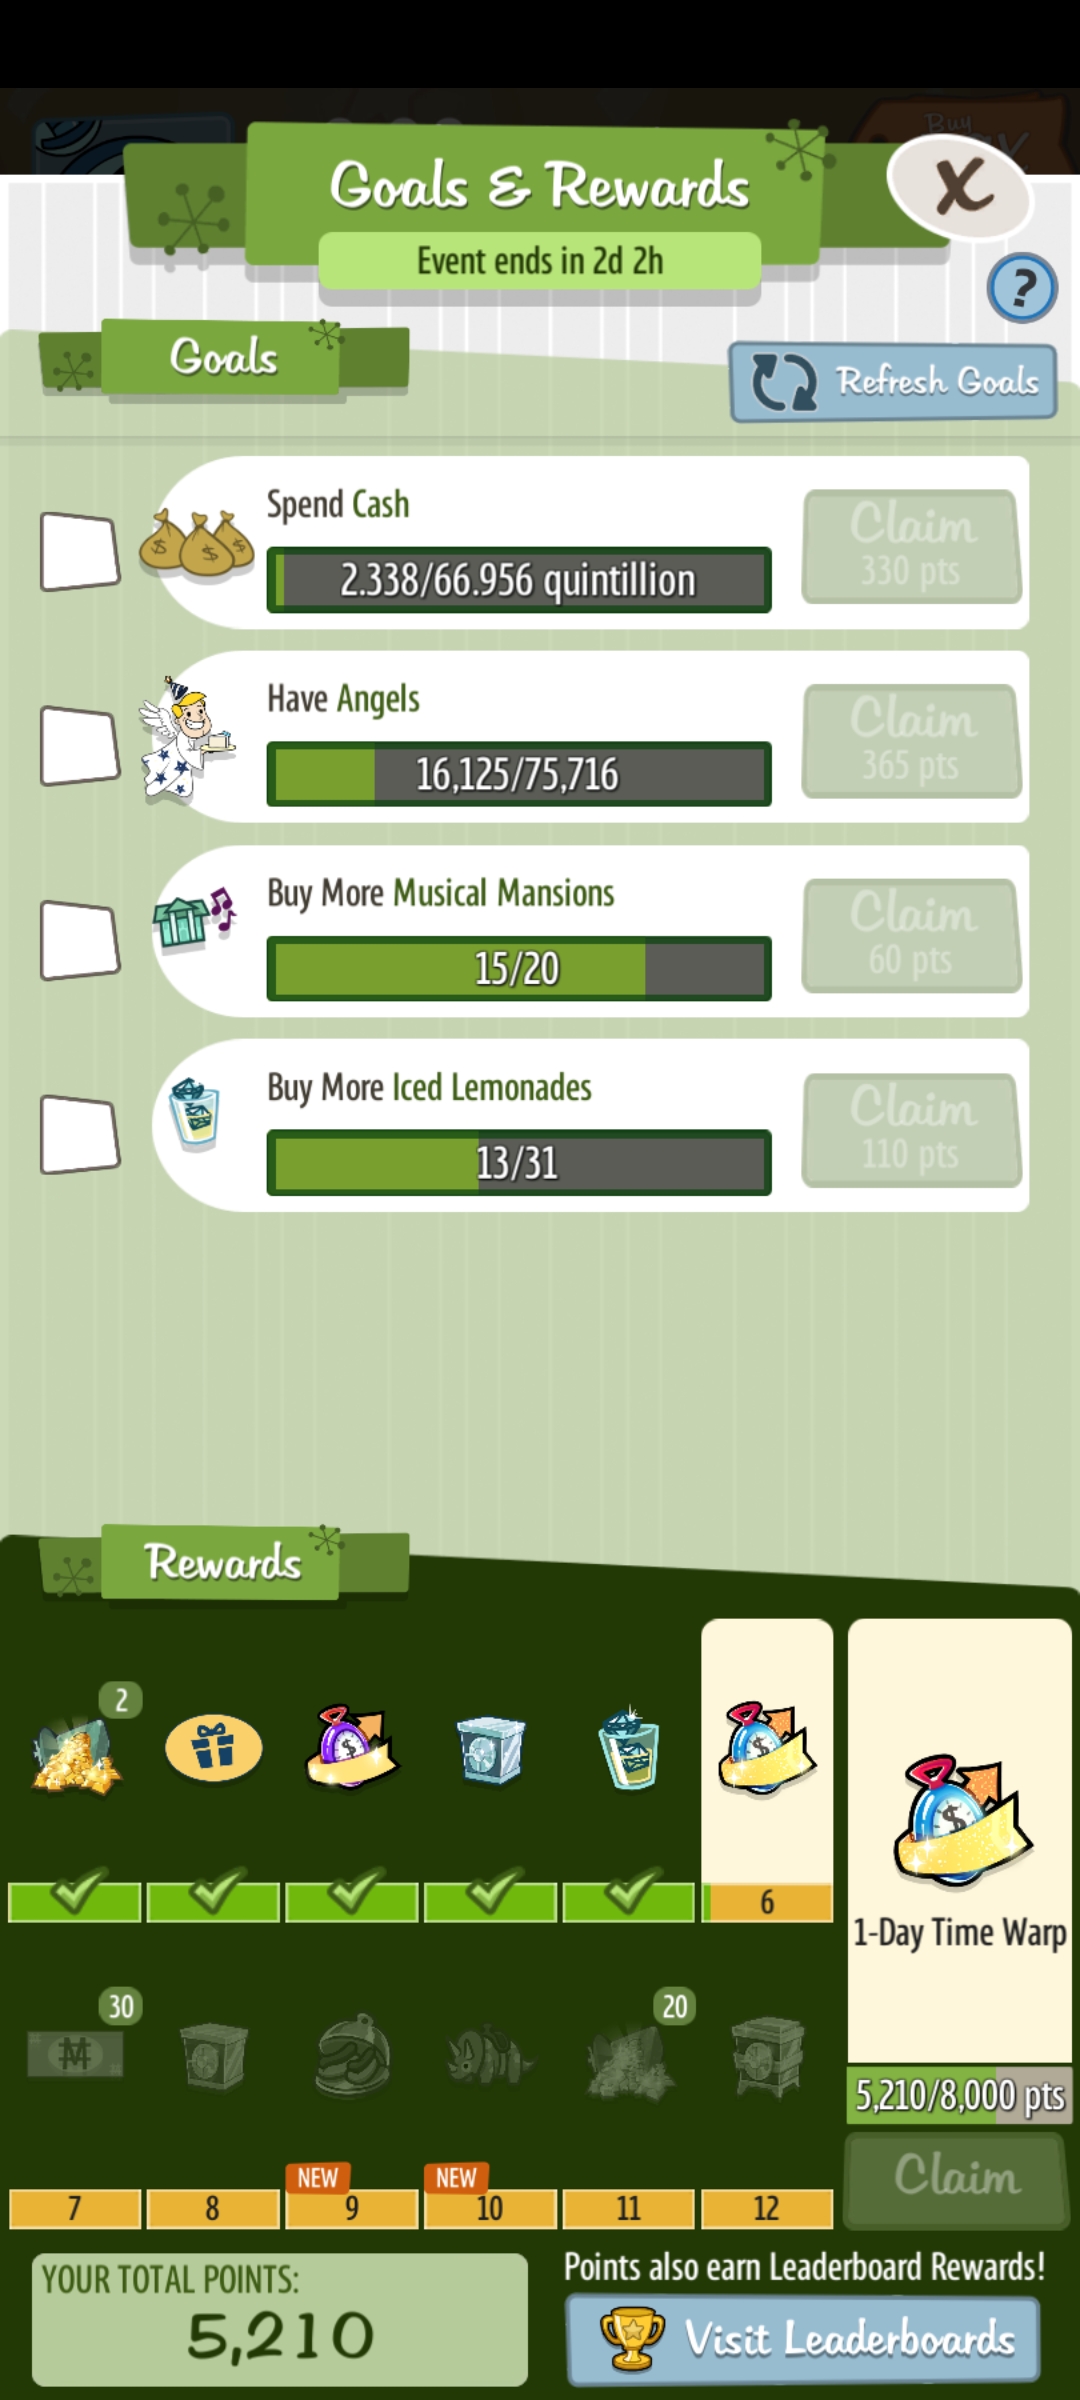 Buy
Goals & Rewards
X
Event ends in 2d 2h
?
Goals
Refresh Goals
Spend Cash
2.338/66.956 quintillion
Claim
330 pts
Have Angels
16,125/75,716
Claim
365 pts
Buy More Musical Mansions
15/20
Claim
60 pts
Buy More Iced Lemonades
13/31
Claim
110 pts
Rewards
2
6
1-Day Time Warp
30
20
5,210/8,000 pts
NEW
NEW
7
8
9
10
11
12
Claim
YOUR TOTAL POINTS:
5,210
Points also earn Leaderboard Rewards!
Visit Leaderboards